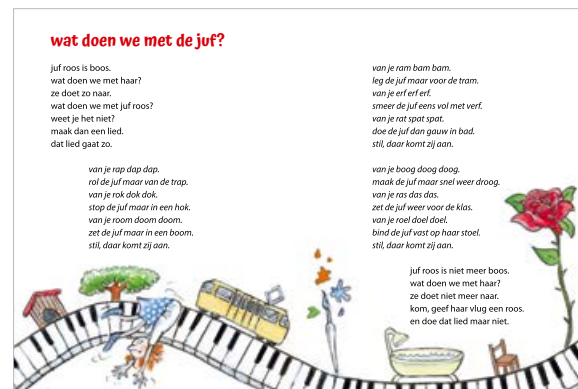 wat doen we met de juf?
juf roos is boos.
wat doen we met haar?
ze doet zo naar.
wat doen we met juf roos?
weet je het niet?
maak dan een lied.
dat lied gaat zo.
van je rap dap dap.
rol de juf maar van de trap.
van je rok dok dok.
stop de juf maar in een hok.
van je room doom doom.
zet de juf maar in een boom.
stil, daar komt zij aan.
van je ram bam bam.
leg de juf maar voor de tram.
van je erf erf erf.
smeer de juf eens vol met verf.
van je rat spat spat.
doe de juf dan gauw in bad.
stil, daar komt zij aan.
van je boog doog doog.
maak de juf maar snel weer droog.
van je ras das das.
zet de juf weer voor de klas.
van je roel doel doel.
bind de juf vast op haar stoel.
stil, daar komt zij aan.
juf roos is niet meer boos.
wat doen we met haar?
ze doet niet meer naar.
kom, geef haar vlug een roos.
en doe dat lied maar niet.